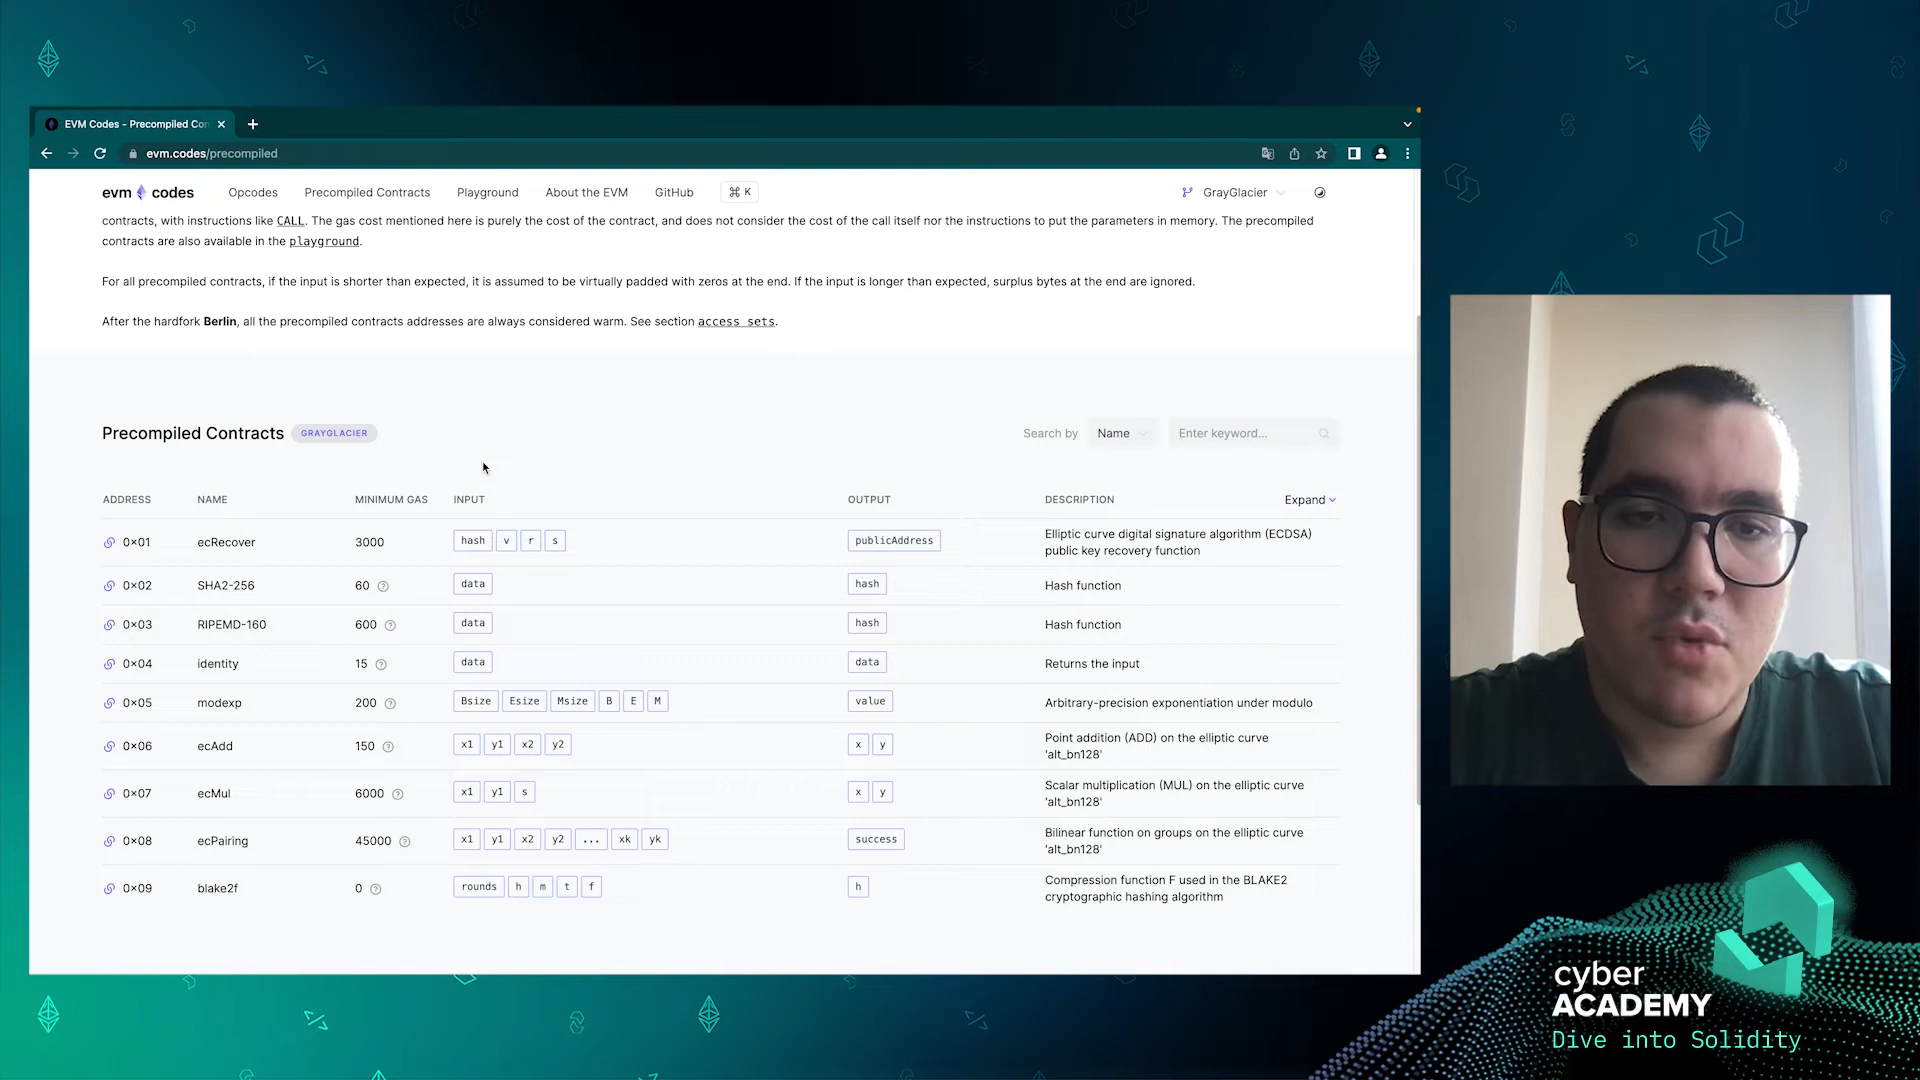 EVM Codes - Precompiled Con
evm.codes/precompiled
evm codes Opcodes Precompiled Contracts Playground About the EVM GitHub ⌘ K GrayGlacier
contracts, with instructions like CALL. The gas cost mentioned here is purely the cost of the contract, and does not consider the cost of the call itself nor the instructions to put the parameters in memory. The precompiled
contracts are also available in the playground.
For all precompiled contracts, if the input is shorter than expected, it is assumed to be virtually padded with zeros at the end. If the input is longer than expected, surplus bytes at the end are ignored.
After the hardfork Berlin, all the precompiled contracts addresses are always considered warm. See section access sets.
Precompiled Contracts GRAYGLACIER Search by Name Enter keyword...
ADDRESS NAME MINIMUM GAS INPUT OUTPUT DESCRIPTION Expand
0x01 ecRecover 3000 hash v r s publicAddress Elliptic curve digital signature algorithm (ECDSA)
public key recovery function
0x02 SHA2-256 60 data hash Hash function
0x03 RIPEMD-160 600 data hash Hash function
0x04 identity 15 data data Returns the input
0x05 modexp 200 Bsize Esize Msize B E M value Arbitrary-precision exponentiation under modulo
0x06 ecAdd 150 x1 y1 x2 y2 x y Point addition (ADD) on the elliptic curve
'alt_bn128'
0x07 ecMul 6000 x1 y1 s x y Scalar multiplication (MUL) on the elliptic curve
'alt_bn128'
0x08 ecPairing 45000 x1 y1 x2 y2 ... xk yk success Bilinear function on groups on the elliptic curve
'alt_bn128'
0x09 blake2f 0 rounds h m t f h Compression function F used in the BLAKE2
cryptographic hashing algorithm
cyber
ACADEMY
Dive into Solidity